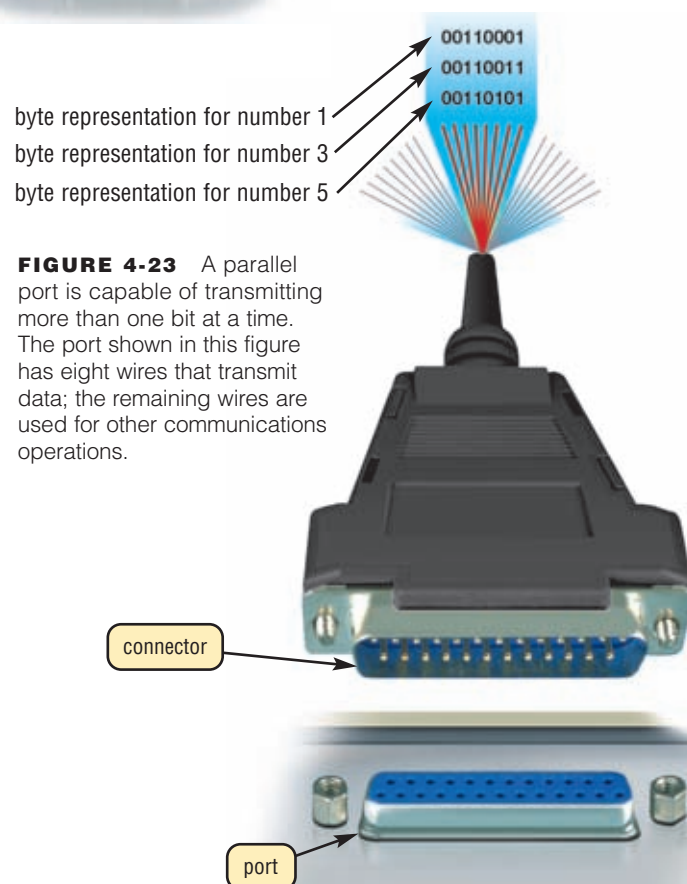 00110001
00110011
00110101
byte representation for number 1
byte representation for number 3
byte representation for number 5
FIGURE 4-23 A parallel
port is capable of transmitting
more than one bit at a time.
The port shown in this figure
has eight wires that transmit
data; the remaining wires are
used for other communications
operations.
connector
port